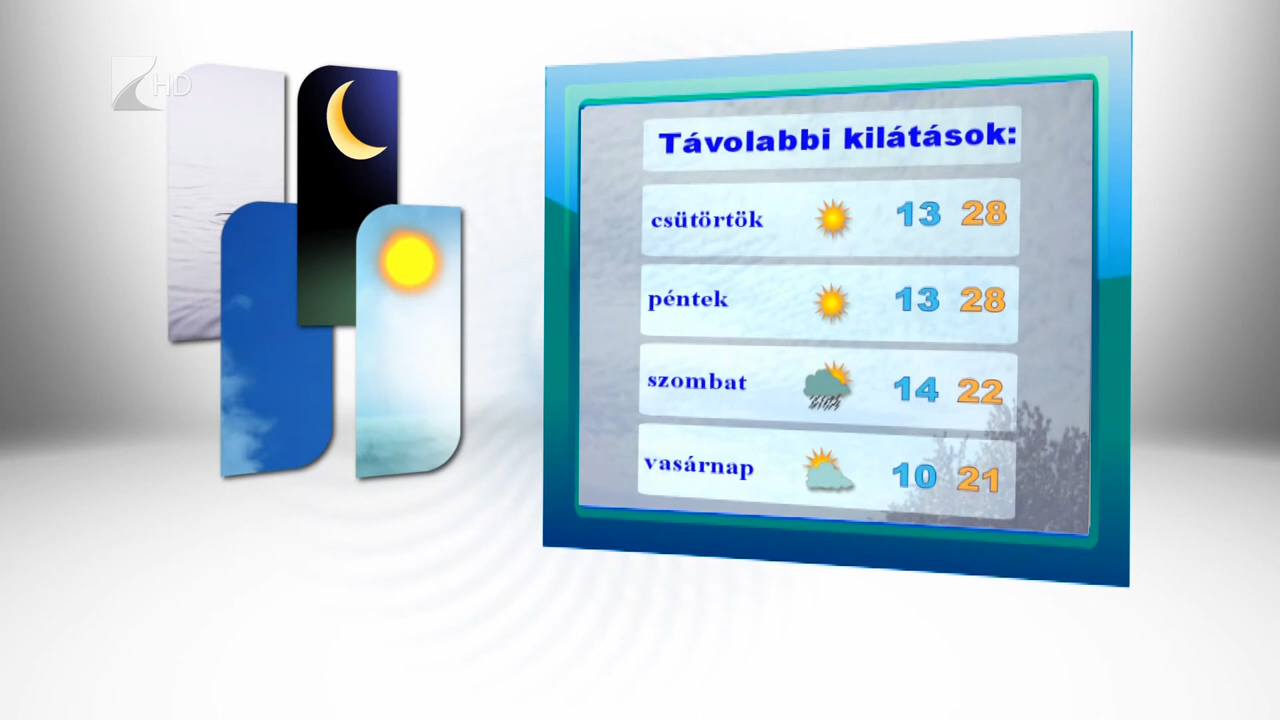 HD
Távolabbi kilátások:
csütörtök 13 28
péntek 13 28
szombat 14 22
vasárnap 10 21